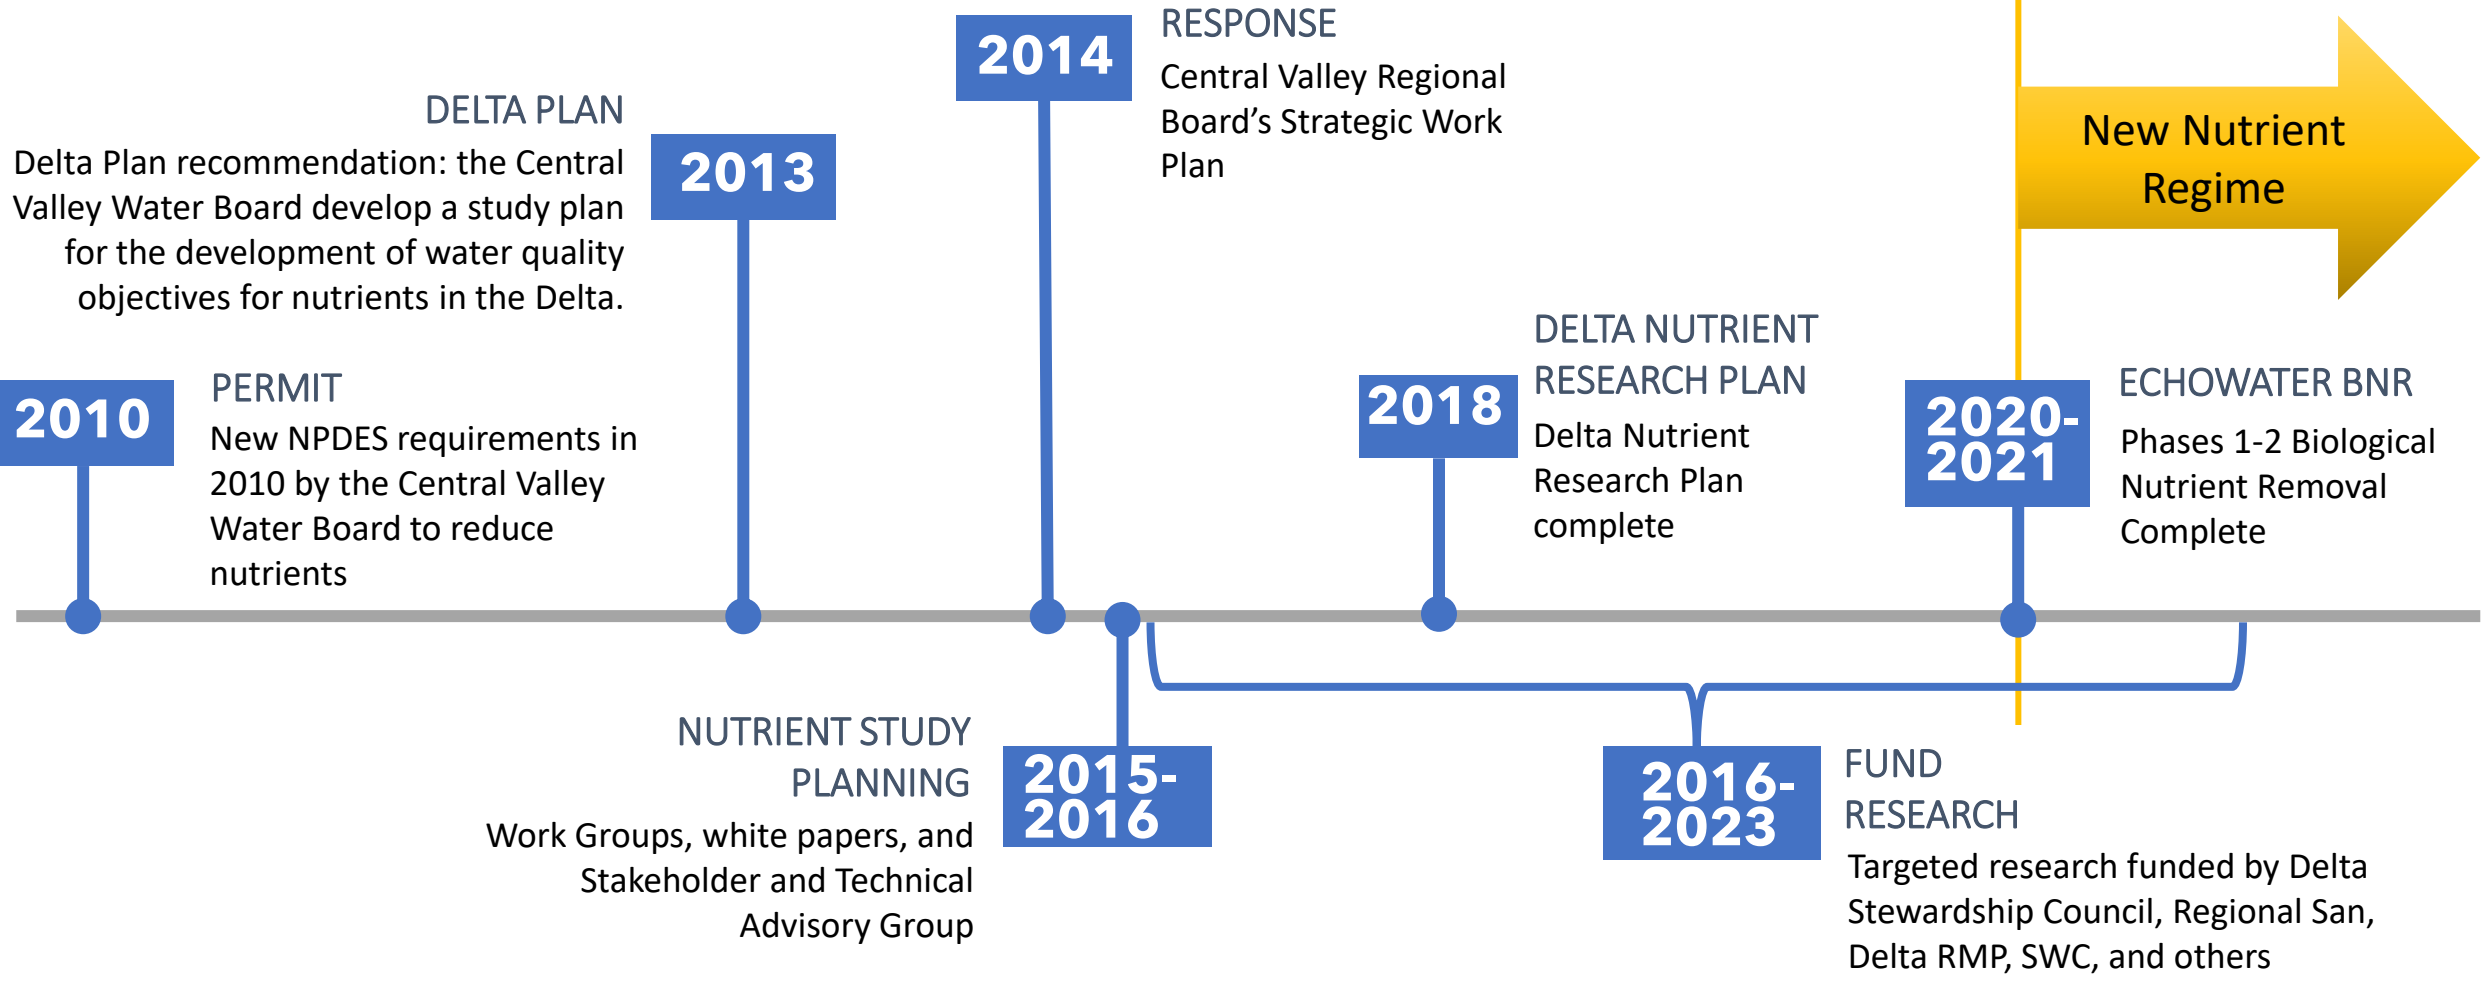 2010
PERMIT
New NPDES requirements in
2010 by the Central Valley
Water Board to reduce
nutrients
DELTA PLAN
Delta Plan recommendation: the Central
Valley Water Board develop a study plan
for the development of water quality
objectives for nutrients in the Delta.
2013
2014
RESPONSE
Central Valley Regional
Board’s Strategic Work
Plan
NUTRIENT STUDY
PLANNING
Work Groups, white papers, and
Stakeholder and Technical
Advisory Group
2015-
2016
2018
DELTA NUTRIENT
RESEARCH PLAN
Delta Nutrient
Research Plan
complete
2016-
2023
FUND
RESEARCH
Targeted research funded by Delta
Stewardship Council, Regional San,
Delta RMP, SWC, and others
2020-
2021
ECHOWATER BNR
Phases 1-2 Biological
Nutrient Removal
Complete
New Nutrient
Regime